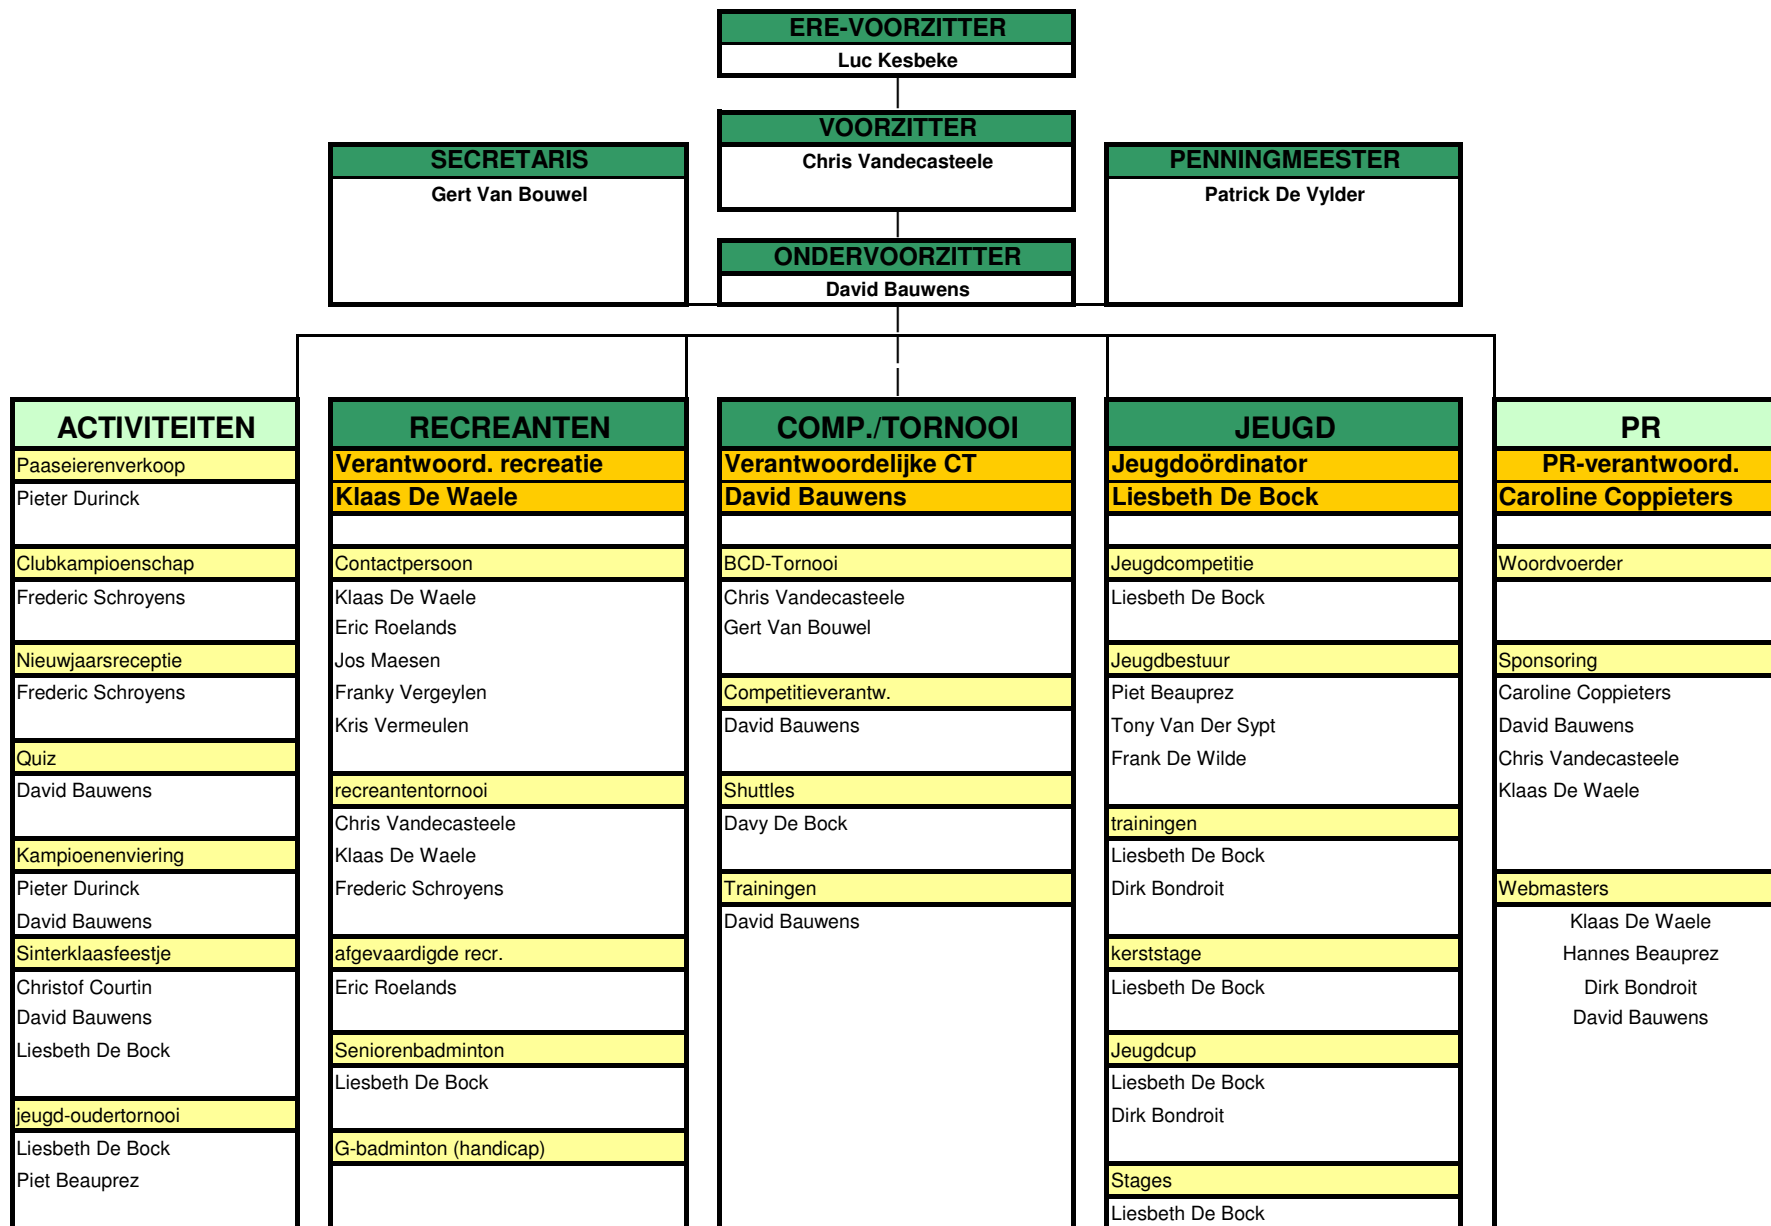 ERE-VOORZITTER
Luc Kesbeke
VOORZITTER
Chris Vandecasteele
SECRETARIS
Gert Van Bouwel
PENNINGMEESTER
Patrick De Vylder
ONDERVOORZITTER
David Bauwens
ACTIVITEITEN
Paaseierenverkoop
Pieter Durinck
Clubkampioenschap
Frederic Schroyens
Nieuwjaarsreceptie
Frederic Schroyens
Quiz
David Bauwens
Kampioenenviering
Pieter Durinck
David Bauwens
Sinterklaasfeestje
Christof Courtin
David Bauwens
Liesbeth De Bock
jeugd-oudertornooi
Liesbeth De Bock
Piet Beauprez
RECREANTEN
Verantwoord. recreatie
Klaas De Waele
Contactpersoon
Klaas De Waele
Eric Roelands
Jos Maesen
Franky Vergeylen
Kris Vermeulen
recreantentornooi
Chris Vandecasteele
Klaas De Waele
Frederic Schroyens
afgevaardigde recr.
Eric Roelands
Seniorenbadminton
Liesbeth De Bock
G-badminton (handicap)
COMP./TORNOOI
Verantwoordelijke CT
David Bauwens
BCD-Tornooi
Chris Vandecasteele
Gert Van Bouwel
Competitieverantw.
David Bauwens
Shuttles
Davy De Bock
Trainingen
David Bauwens
JEUGD
Jeugdoördinator
Liesbeth De Bock
Jeugdcompetitie
Liesbeth De Bock
Jeugdbestuur
Piet Beauprez
Tony Van Der Sypt
Frank De Wilde
trainingen
Liesbeth De Bock
Dirk Bondroit
kerststage
Liesbeth De Bock
Jeugdcup
Liesbeth De Bock
Dirk Bondroit
Stages
Liesbeth De Bock
PR
PR-verantwoord.
Caroline Coppieters
Woordvoerder
Sponsoring
Caroline Coppieters
David Bauwens
Chris Vandecasteele
Klaas De Waele
Webmasters
Klaas De Waele
Hannes Beauprez
Dirk Bondroit
David Bauwens